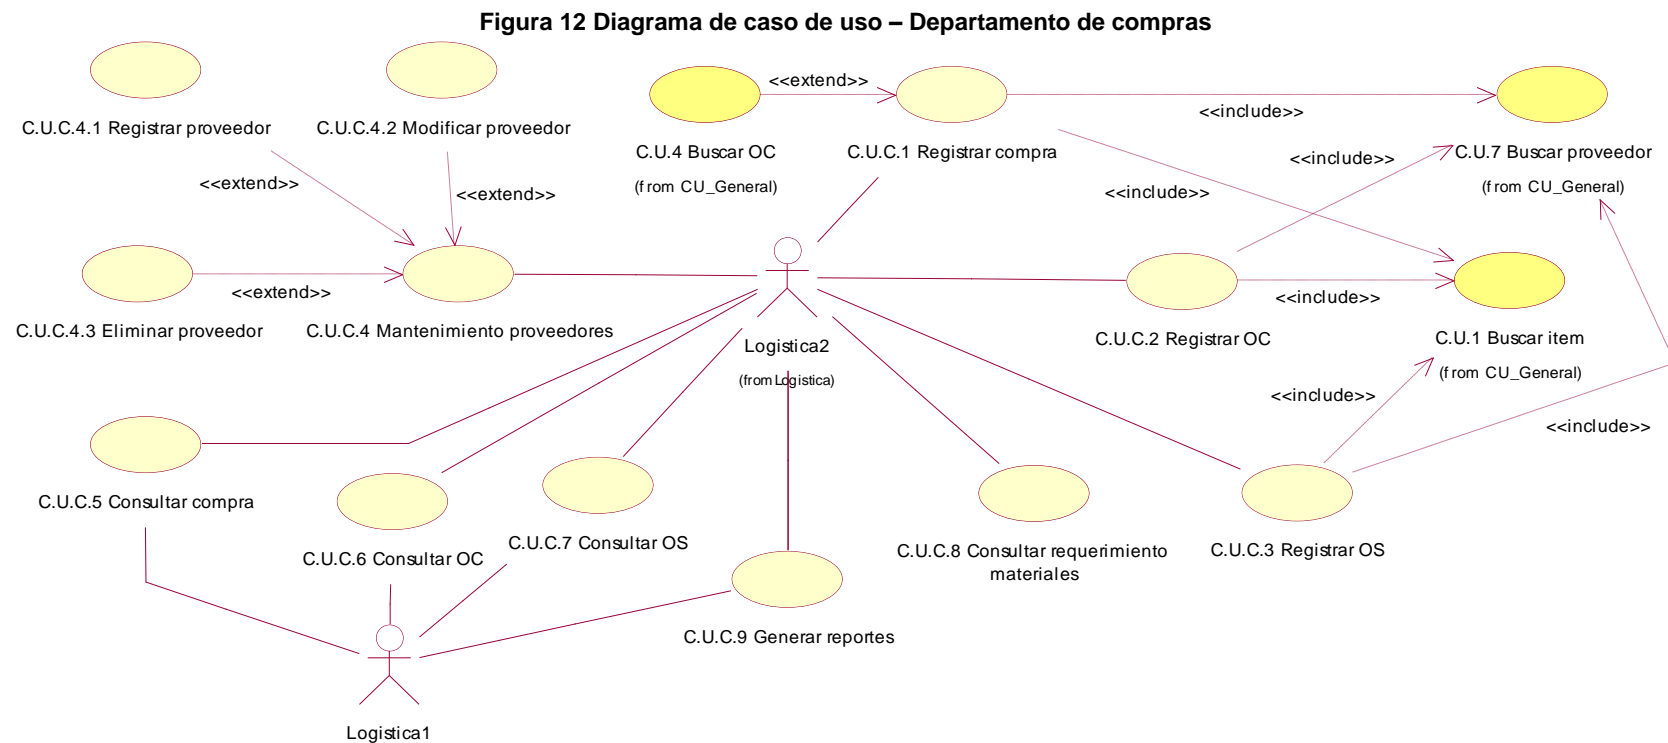 Figura 12 Diagrama de caso de uso – Departamento de compras
<<extend>>
<<include>>
C.U.C.4.1 Registrar proveedor
C.U.C.4.2 Modificar proveedor
C.U.4 Buscar OC
(from CU_General)
C.U.C.1 Registrar compra
<<include>>
C.U.7 Buscar proveedor
(from CU_General)
<<extend>>
<<extend>>
<<include>>
<<extend>>
<<include>>
C.U.C.4.3 Eliminar proveedor
C.U.C.4 Mantenimiento proveedores
Logistica2
(from Logistica)
C.U.C.2 Registrar OC
C.U.1 Buscar item
(from CU_General)
<<include>>
<<include>>
C.U.C.5 Consultar compra
C.U.C.6 Consultar OC
C.U.C.7 Consultar OS
C.U.C.8 Consultar requerimiento
materiales
C.U.C.3 Registrar OS
C.U.C.9 Generar reportes
Logistica1